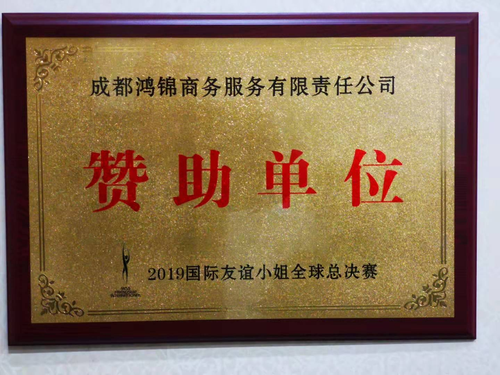 成都鸿锦商务服务有限责任公司
赞助单位
2019国际友谊小姐全球总决赛